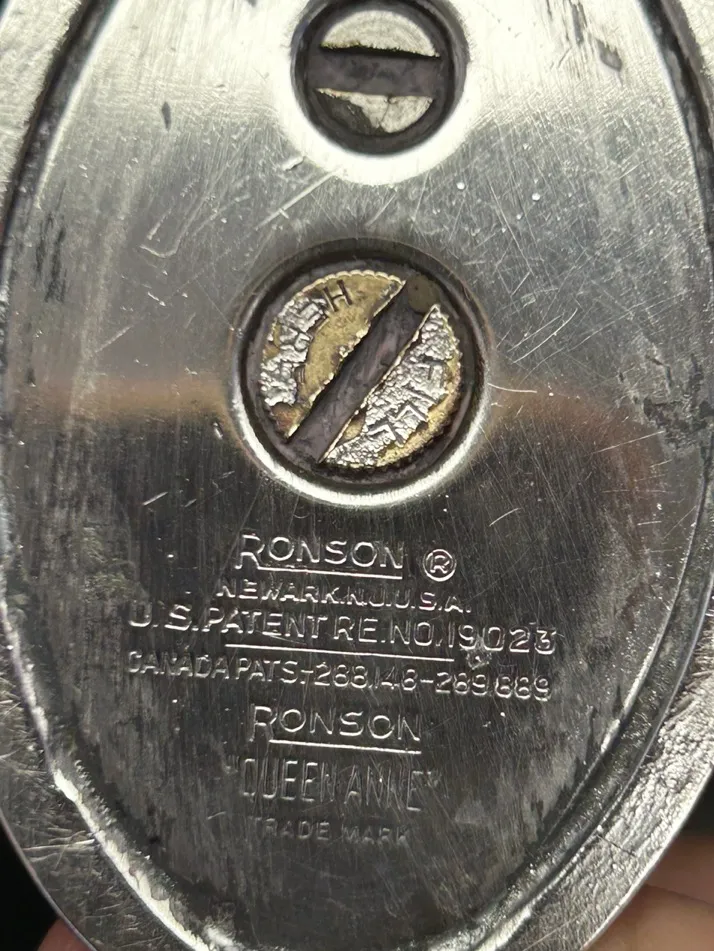 RONSON ®
NEWARK.N.J.U.S.A.
U.S.PATENT RE.NO.19023
CANADA PATS.-288,148-289,889
RONSON
"QUEEN ANNE"
TRADE MARK